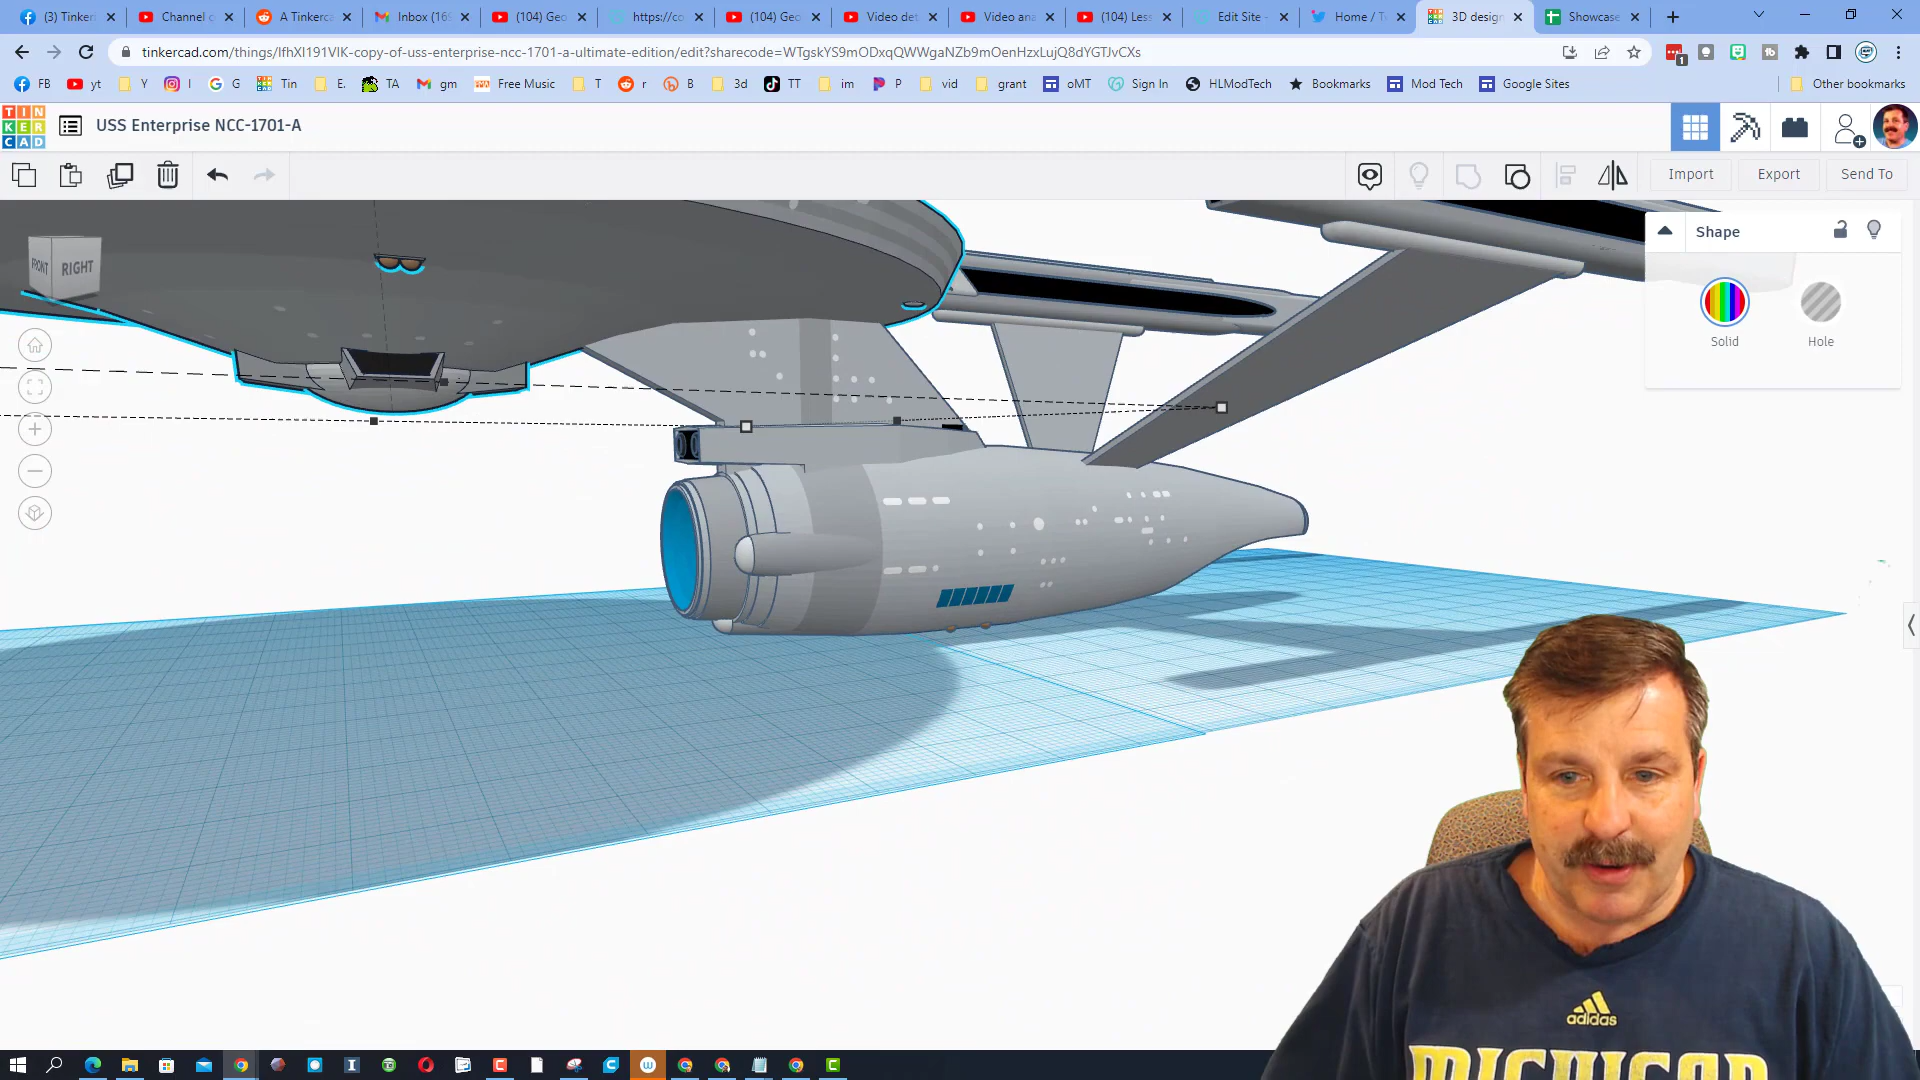 (3) Tinker
Channel c
A Tinkerca
Inbox (169
(104) Geo
https://co
(104) Geo
Video det
Video ana
(104) Less
Edit Site -
Home / T
3D design
Showcase
tinkercad.com/things/lfhXI191VIK-copy-of-uss-enterprise-ncc-1701-a-ultimate-edition/edit?sharecode=WTgskYS9mODxqQWWgaNZb9mOenHzxLujQ8dYGTJvCXs
1
FB yt Y I G Tin E. TA gm Free Music T r B 3d TT im P vid grant oMT Sign In HLModTech Bookmarks Mod Tech Google Sites Other bookmarks
TIN
KER
CAD
USS Enterprise NCC-1701-A
Import Export Send To
Shape
Solid Hole
FRONT RIGHT
adidas
MICHIGAN